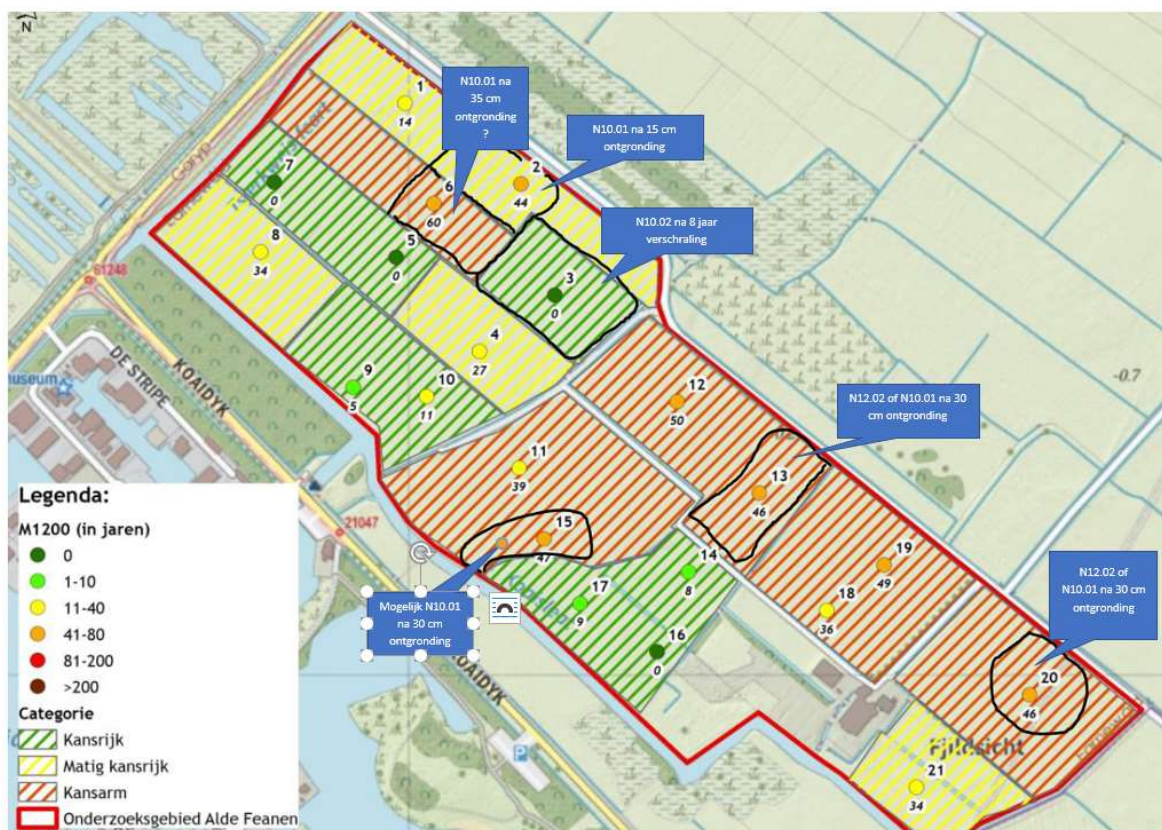 N
N10.01 na
35 cm
ontgronding
?
N10.01 na 15 cm
ontgronding
N10.02 na 8 jaar
verschraling
1
14
2
44
6
60
7
0
5
0
3
0
8
34
4
27
9
5
10
11
12
50
-0.7
N12.02 of N10.01 na 30
cm ontgronding
13
46
11
39
15
47
14
8
17
9
16
0
19
49
18
36
N12.02 of
N10.01 na 30 cm
ontgronding
20
46
21
34
Mogelijk N10.01
na 30 cm
ontgronding
61248
museum
DE STRIPE
KOAIDYK
21047
KOAIDYK
P
Fjildsicht
Legenda:
M1200 (in jaren)
0
1-10
11-40
41-80
81-200
>200
Categorie
Kansrijk
Matig kansrijk
Kansarm
Onderzoeksgebied Alde Feanen